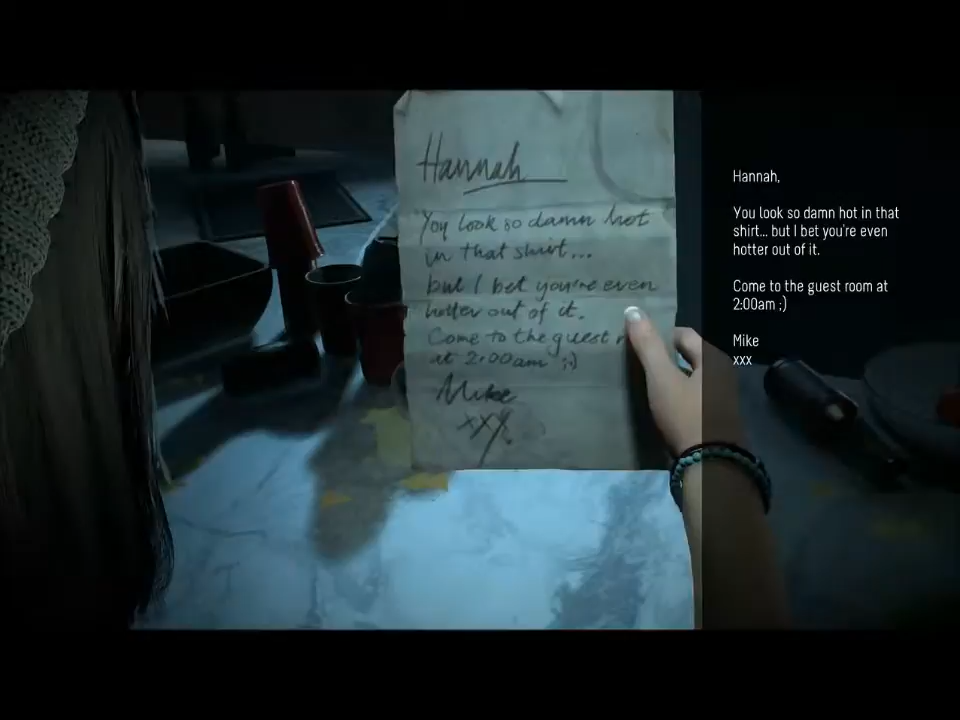 Hannah
You look so damn hot
in that shirt...
but I bet you're even
hotter out of it.
Come to the guest
at 2:00am ;)
Mike
xxx
Hannah,
You look so damn hot in that
shirt... but I bet you're even
hotter out of it.
Come to the guest room at
2:00am ;)
Mike
xxx